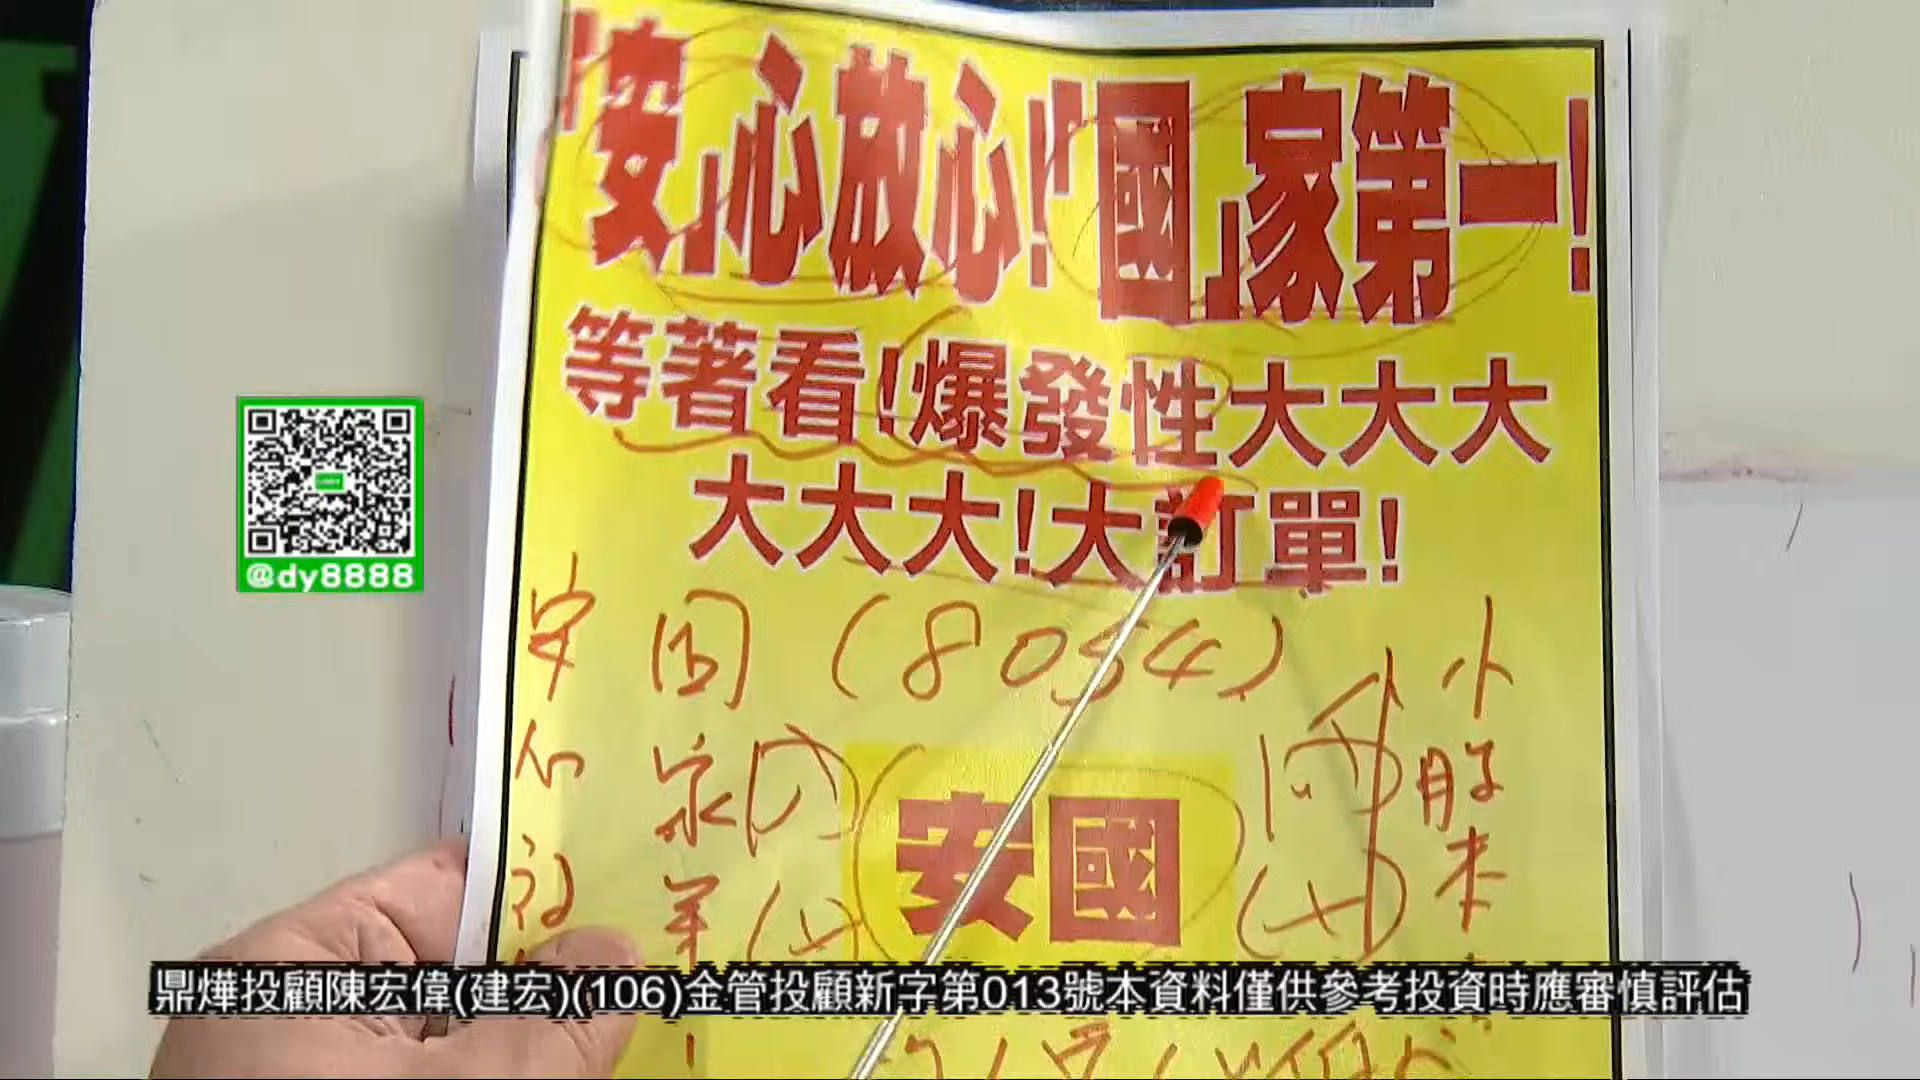 「安」心放心!「國」家第一!
等著看!爆發性大大大
大大大!大訂單!
安國(8054)
安國
@dy8888
鼎燁投顧陳宏偉(建宏)(106)金管投顧新字第013號本資料僅供參考投資時應審慎評估